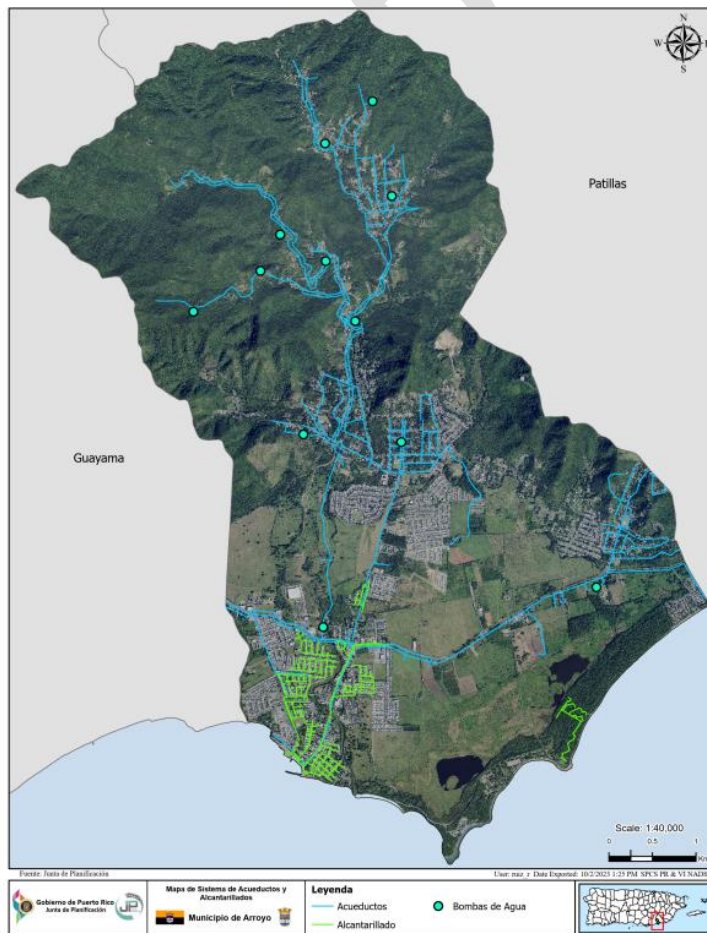 N
W
E
S
Patillas
Guayama
Scale: 1:40,000
0 0.5 1
Km
Fuente: Junta de Planificación
User: ruiz_r Date Exported: 10/2/2023 1:25 PM SPCS PR & VI NAD83
Gobierno de Puerto Rico
Junta de Planificación
JP
Mapa de Sistema de Acueductos y
Alcantarillados
Municipio de Arroyo
Leyenda
Acueductos
Alcantarillado
Bombas de Agua